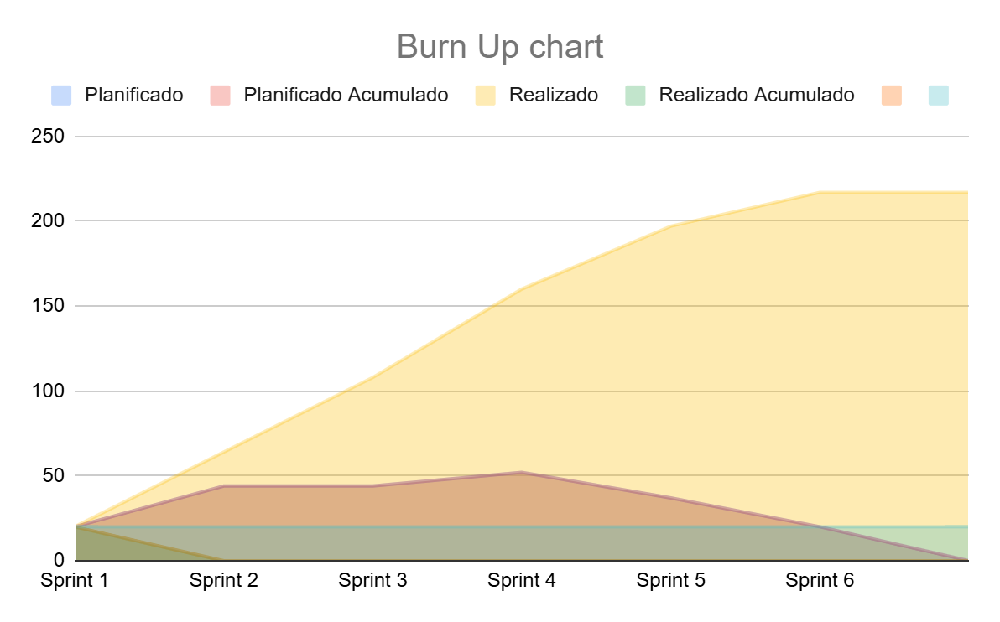 Burn Up chart
Planificado Planificado Acumulado Realizado Realizado Acumulado
250
200
150
100
50
0
Sprint 1 Sprint 2 Sprint 3 Sprint 4 Sprint 5 Sprint 6